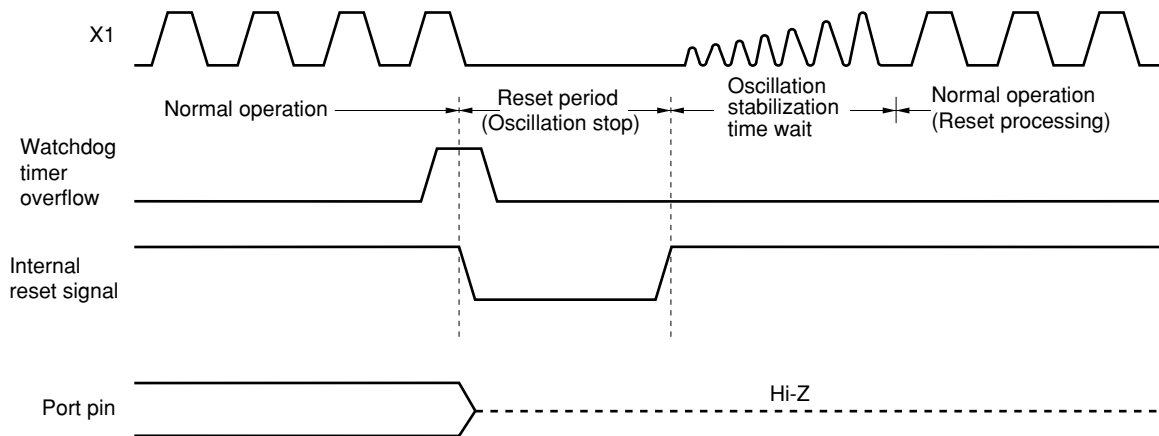 X1
Normal operation
Reset period
(Oscillation stop)
Oscillation
stabilization
time wait
Normal operation
(Reset processing)
Watchdog
timer
overflow
Internal
reset signal
Port pin
Hi-Z